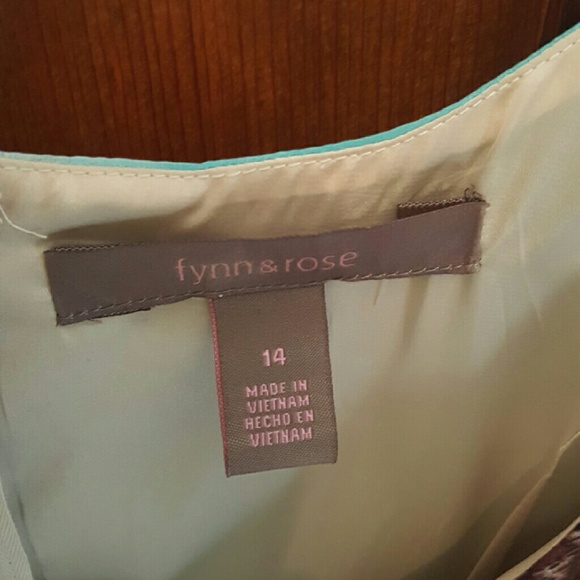 fynn&rose
14
MADE IN
VIETNAM
HECHO EN
VIETNAM